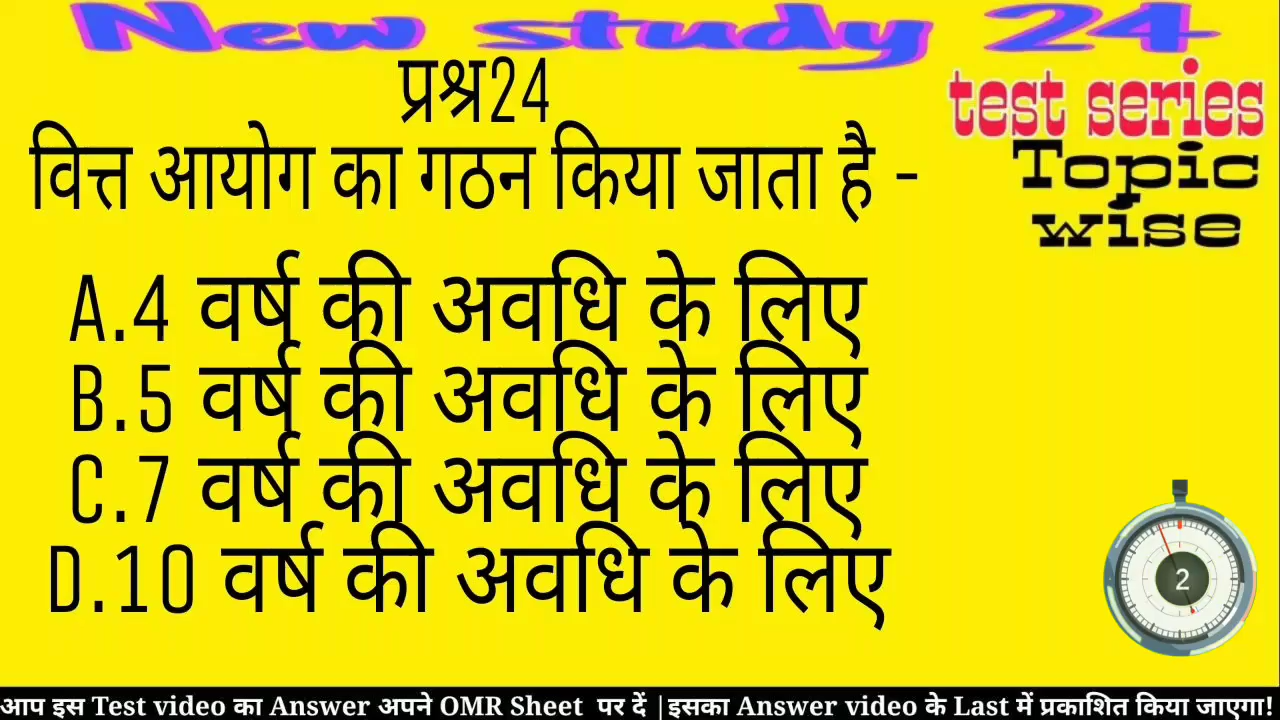 New study 24
test series
Topic
wise
प्रश्न24
वित्त आयोग का गठन किया जाता है -
A.4 वर्ष की अवधि के लिए
B.5 वर्ष की अवधि के लिए
C.7 वर्ष की अवधि के लिए
D.10 वर्ष की अवधि के लिए
2
आप इस Test video का Answer अपने OMR Sheet पर दें |इसका Answer video के Last में प्रकाशित किया जाएगा!